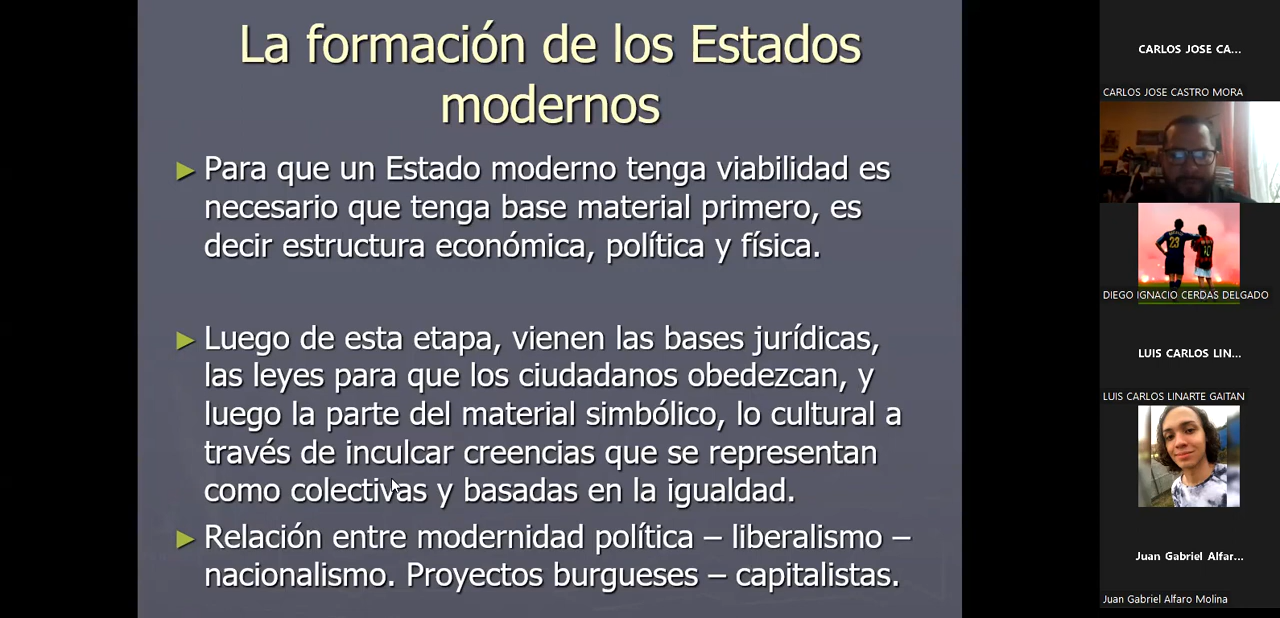 La formación de los Estados
modernos
► Para que un Estado moderno tenga viabilidad es
necesario que tenga base material primero, es
decir estructura económica, política y física.
► Luego de esta etapa, vienen las bases jurídicas,
las leyes para que los ciudadanos obedezcan, y
luego la parte del material simbólico, lo cultural a
través de inculcar creencias que se representan
como colectivas y basadas en la igualdad.
► Relación entre modernidad política – liberalismo –
nacionalismo. Proyectos burgueses – capitalistas.
CARLOS JOSE CA...
CARLOS JOSE CASTRO MORA
23
10
DIEGO IGNACIO CERDAS DELGADO
LUIS CARLOS LIN...
LUIS CARLOS LINARTE GAITAN
Juan Gabriel Alfar...
Juan Gabriel Alfaro Molina